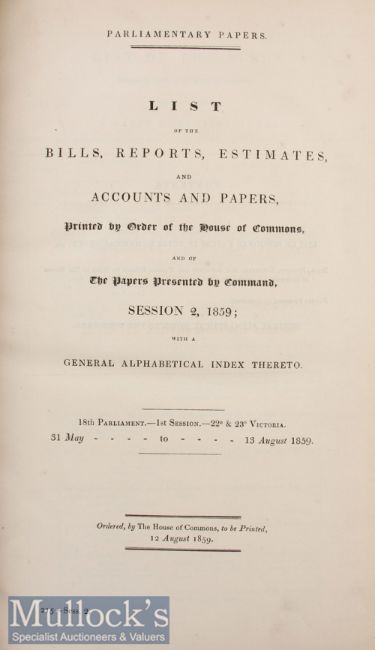 PARLIAMENTARY PAPERS.
LIST
OF THE
BILLS, REPORTS, ESTIMATES,
AND
ACCOUNTS AND PAPERS,
Printed by Order of the House of Commons,
AND OF
The Papers Presented by Command,
SESSION 2, 1859;
WITH A
GENERAL ALPHABETICAL INDEX THERETO.
18th PARLIAMENT.—1st SESSION.—22° & 23° VICTORIA.
31 May - - - - to - - - - 13 August 1859.
Ordered, by The House of Commons, to be Printed,
12 August 1859.
Sess. 2.
Mullock's
Specialist Auctioneers & Valuers